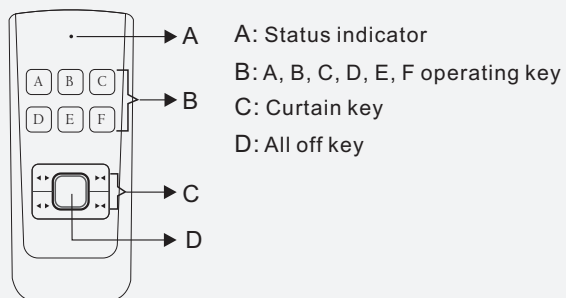 A
A B C
D E F
B
C
D
A: Status indicator
B: A, B, C, D, E, F operating key
C: Curtain key
D: All off key